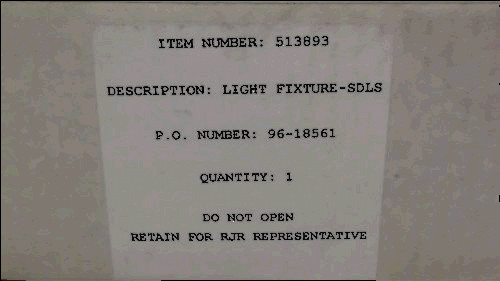 ITEM NUMBER: 513893
DESCRIPTION: LIGHT FIXTURE-SDLS
P.O. NUMBER: 96-18561
QUANTITY: 1
DO NOT OPEN
RETAIN FOR RJR REPRESENTATIVE